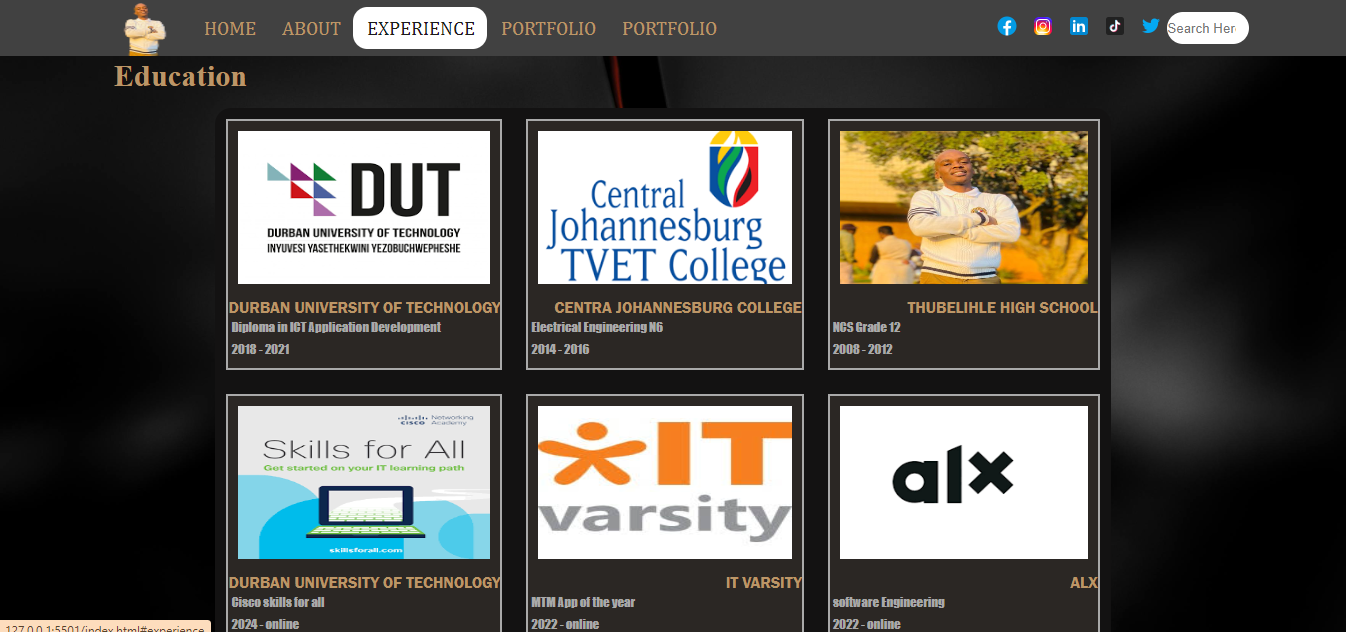 HOME ABOUT EXPERIENCE PORTFOLIO PORTFOLIO Search Her
Education
DUT
DURBAN UNIVERSITY OF TECHNOLOGY
INYUVESI YASETHEKWINI YEZOBUCHWEPHESHE
DURBAN UNIVERSITY OF TECHNOLOGY
Diploma in ICT Application Development
2018 - 2021
Central
Johannesburg
TVET College
CENTRA JOHANNESBURG COLLEGE
Electrical Engineering N6
2014 - 2016
THUBELIHLE HIGH SCHOOL
NCS Grade 12
2008 - 2012
cisco Networking Academy
Skills for All
Get started on your IT learning path
skillsforall.com
DURBAN UNIVERSITY OF TECHNOLOGY
Cisco skills for all
2024 - online
IT
varsity
IT VARSITY
MTM App of the year
2022 - online
alx
ALX
software Engineering
2022 - online
127.0.0.1:5501/index.html#experience